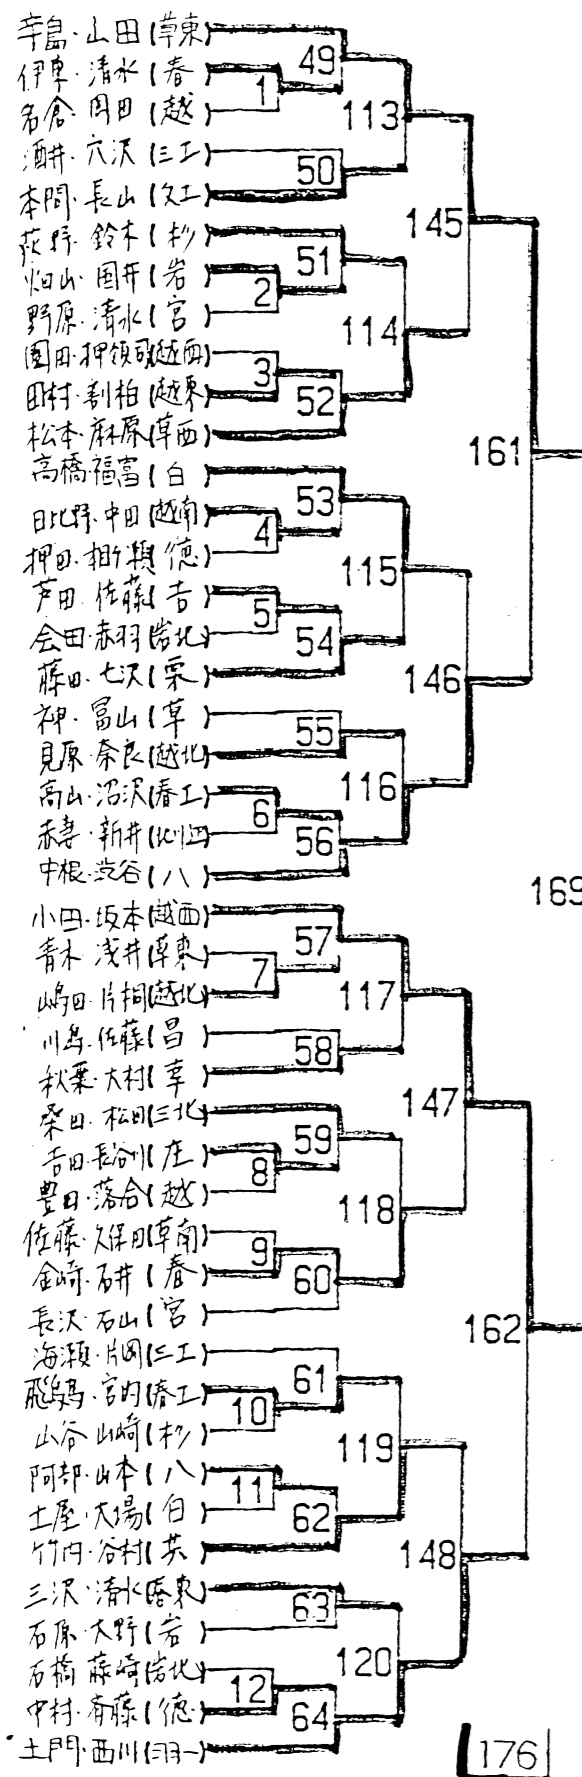 幸島・山田(草東)
伊東・清水(春)
名倉・岡田(越)
酒井・穴沢(三工)
本間・長山(久工)
荻野・鈴木(杉)
畑山・国井(岩)
野原・清水(宮)
園田・押領司(越西)
田村・割柏(越東)
松本・麻原(草西)
高橋・福富(白)
日比野・中田(越南)
押田・相ケ瀬(徳)
芦田・佐藤(吉)
会田・赤羽(岩北)
藤田・七沢(栗)
神・冨山(草)
見原・奈良(越北)
高山・沼沢(春工)
赤妻・新井(川口)
中根・渋谷(八)
小田・坂本(越西)
青木・浅井(草東)
嶋田・片桐(越北)
川島・佐藤(昌)
秋葉・大村(幸)
桑田・松田(三北)
吉田・長谷川(庄)
豊田・落合(越)
佐藤・久保田(草南)
金崎・石井(春)
長沢・石山(宮)
海瀬・片岡(三工)
飯島・宮内(春工)
山谷・山崎(杉)
阿部・山本(八)
土屋・大場(白)
竹内・谷村(共)
三沢・清水(春東)
石原・大野(岩)
石橋・藤崎(岩北)
中村・斉藤(徳)
土門・西川(羽一)
1
2
3
4
5
6
7
8
9
10
11
12
49
50
51
52
53
54
55
56
57
58
59
60
61
62
63
64
113
114
115
116
117
118
119
120
145
146
147
148
161
162
169
176